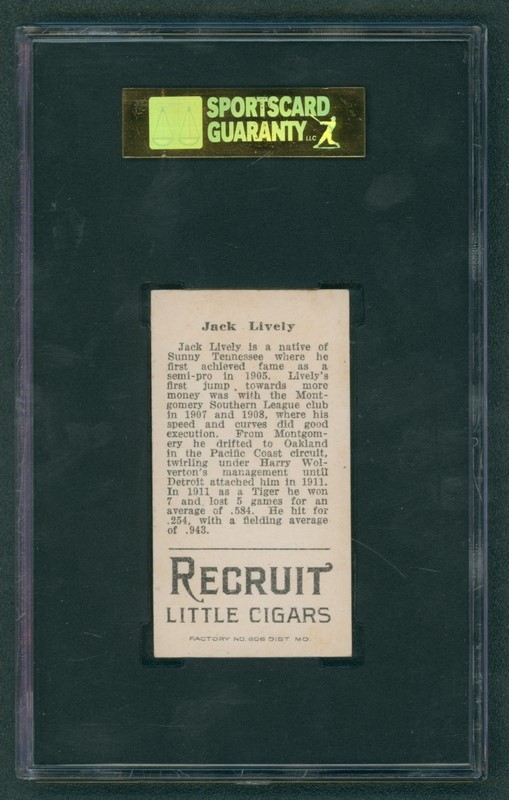 SPORTSCARD
GUARANTY LLC
Jack Lively
Jack Lively is a native of
Sunny Tennessee where he
first achieved fame as a
semi-pro in 1905. Lively's
first jump towards more
money was with the Mont-
gomery Southern League club
in 1907 and 1908, where his
speed and curves did good
execution. From Montgom-
ery he drifted to Oakland
in the Pacific Coast circuit,
twirling under Harry Wol-
verton's management until
Detroit attached him in 1911.
In 1911 as a Tiger he won
7 and lost 5 games for an
average of .584. He hit for
.254, with a fielding average
of .943.
RECRUIT
LITTLE CIGARS
FACTORY NO. 606 DIST. MO.